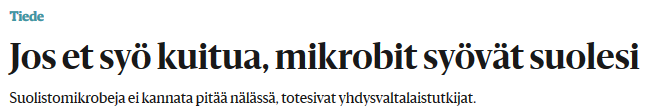 Tiede
Jos et syö kuitua, mikrobit syövät suolesi
Suolistomikrobeja ei kannata pitää nälässä, totesivat yhdysvaltalaistutkijat.